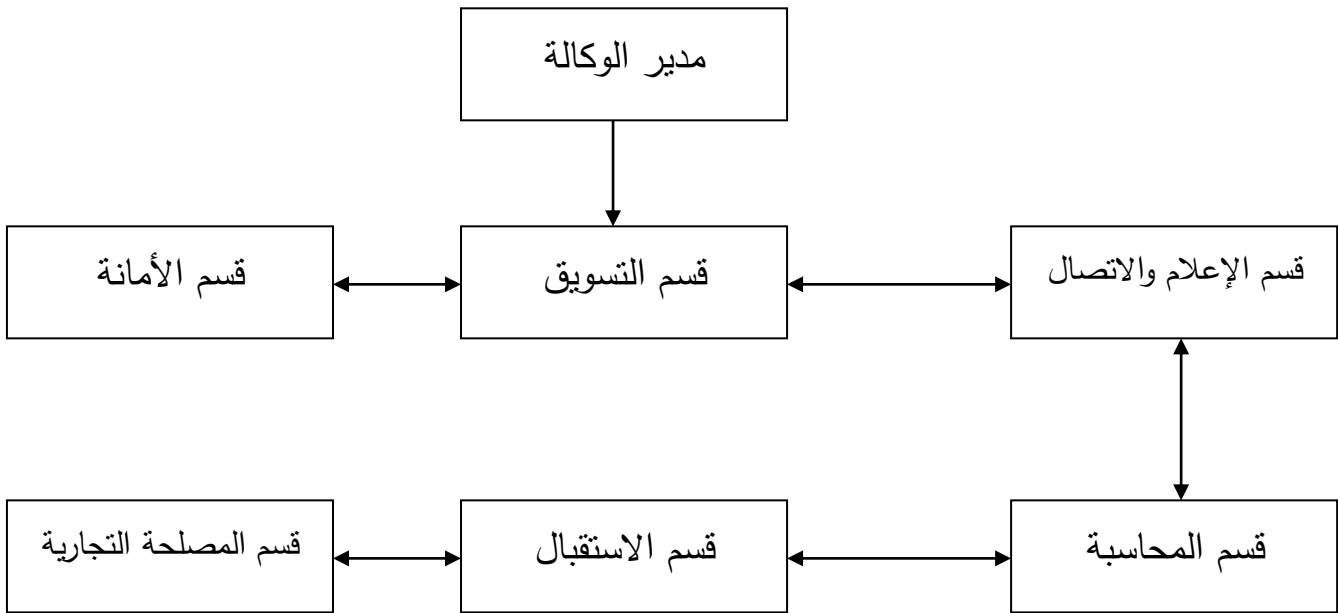 مدير الوكالة
قسم الإعلام والاتصال
قسم التسويق
قسم الأمانة
قسم المحاسبة
قسم الاستقبال
قسم المصلحة التجارية